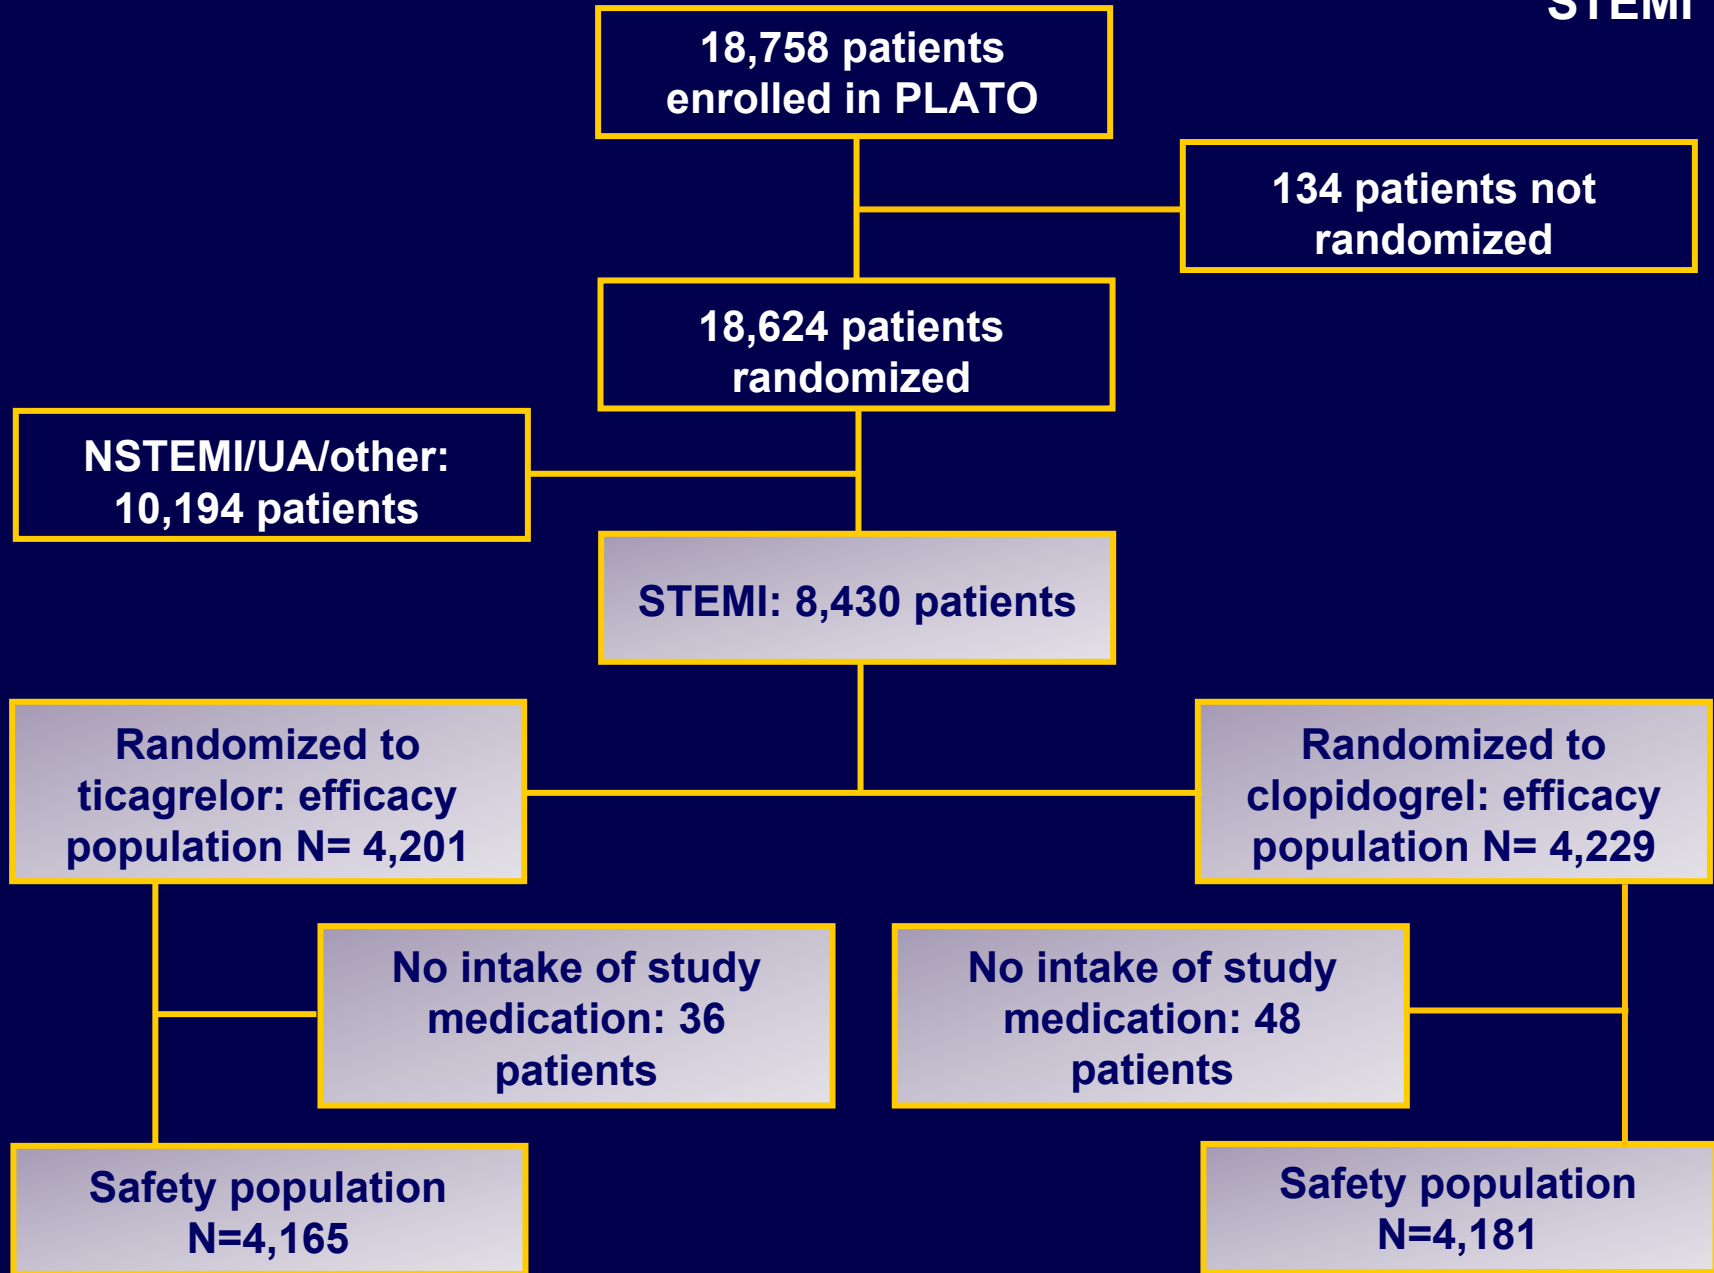 STEMI
18,758 patients
enrolled in PLATO
134 patients not
randomized
18,624 patients
randomized
NSTEMI/UA/other:
10,194 patients
STEMI: 8,430 patients
Randomized to
ticagrelor: efficacy
population N= 4,201
Randomized to
clopidogrel: efficacy
population N= 4,229
No intake of study
medication: 36
patients
No intake of study
medication: 48
patients
Safety population
N=4,165
Safety population
N=4,181